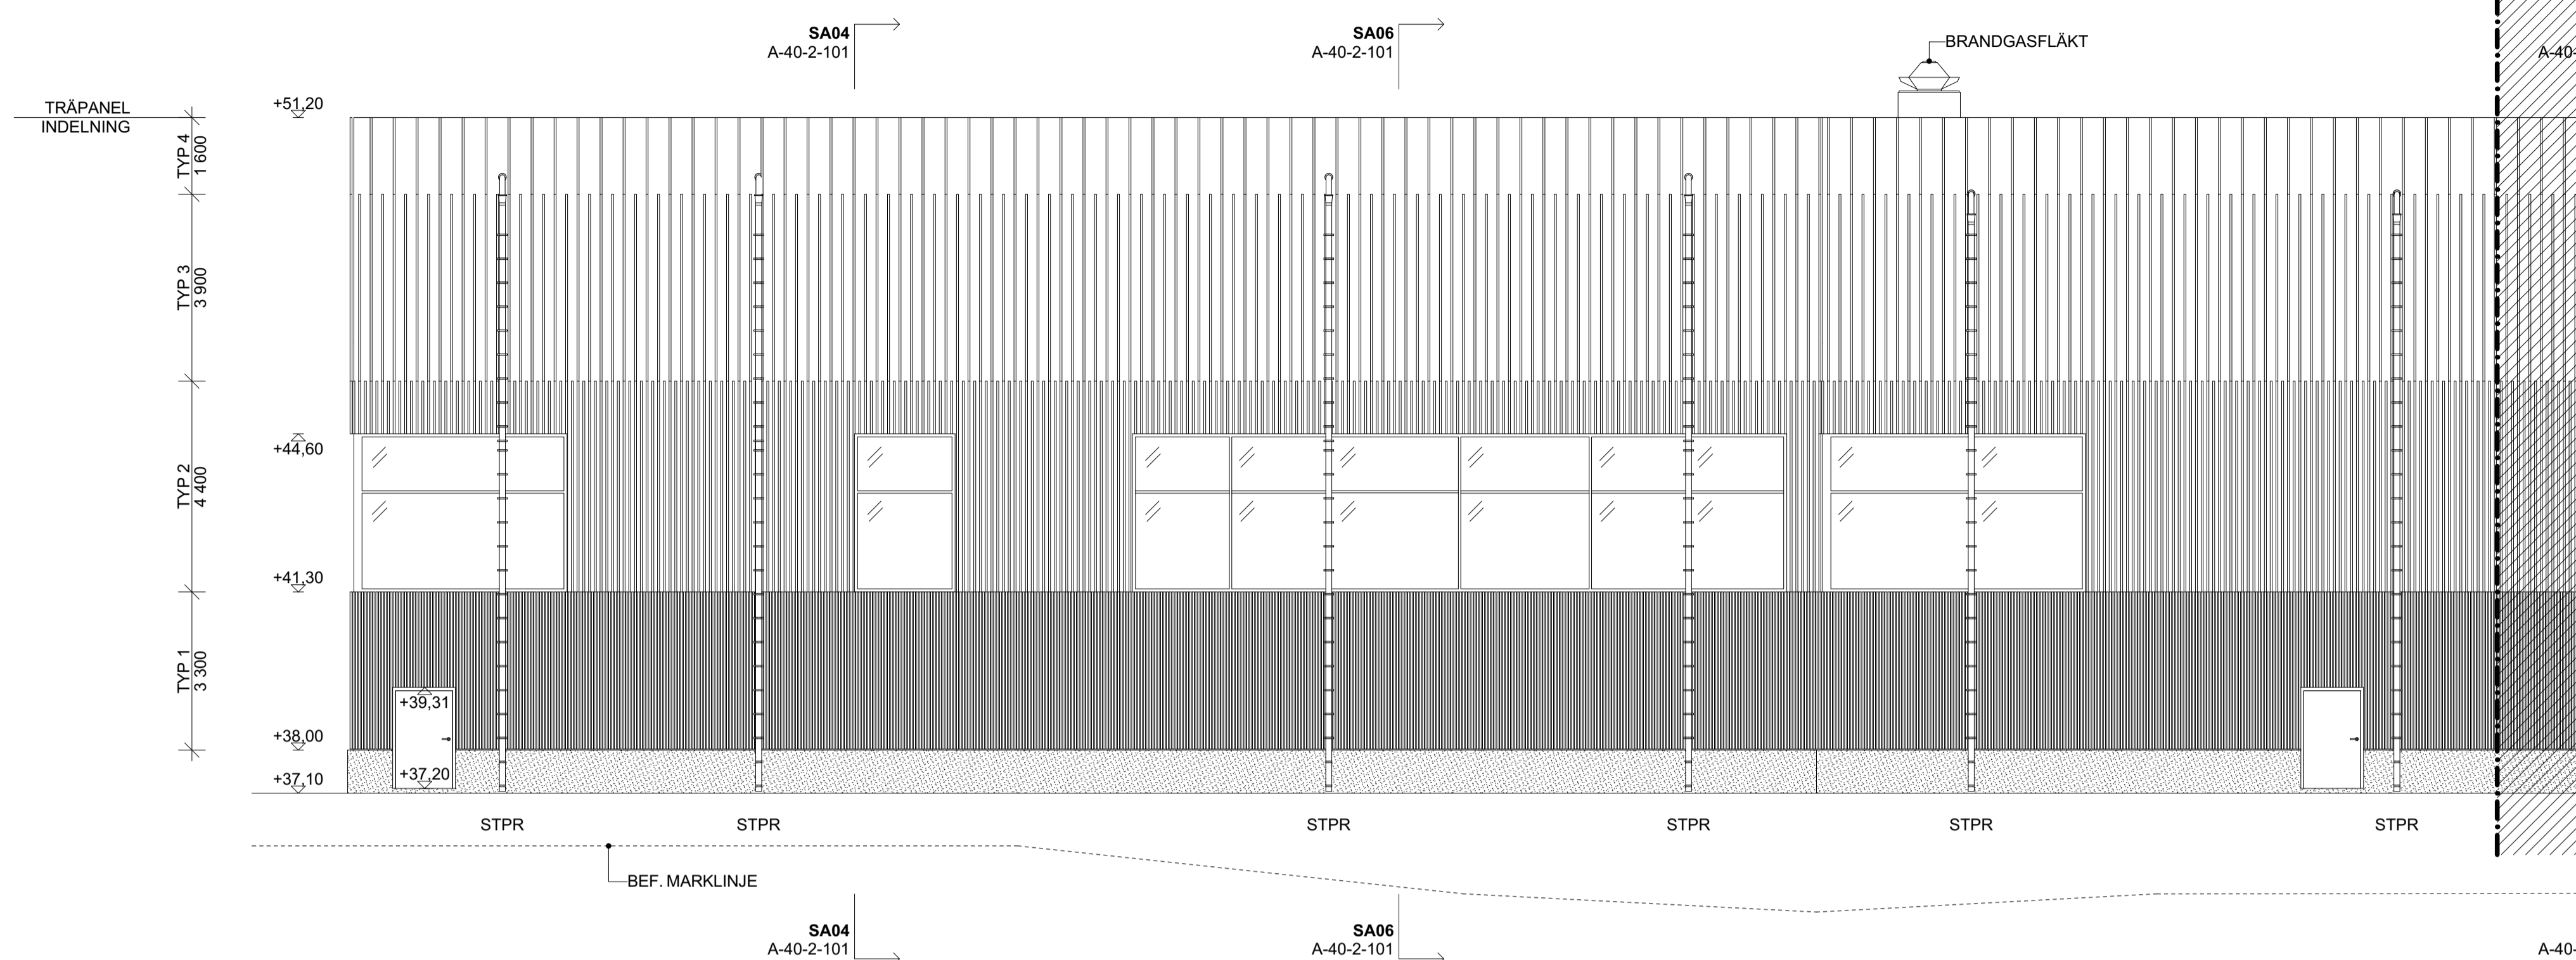 SA04
A-40-2-101
SA06
A-40-2-101
BRANDGASFLÄKT
A-40-
TRÄPANEL
INDELNING
+51,20
TYP 4
1 600
TYP 3
3 900
+44,60
TYP 2
4 400
+41,30
TYP 1
3 300
+39,31
+38,00
+37,20
+37,10
STPR
STPR
STPR
STPR
STPR
STPR
BEF. MARKLINJE
SA04
A-40-2-101
SA06
A-40-2-101
A-40-